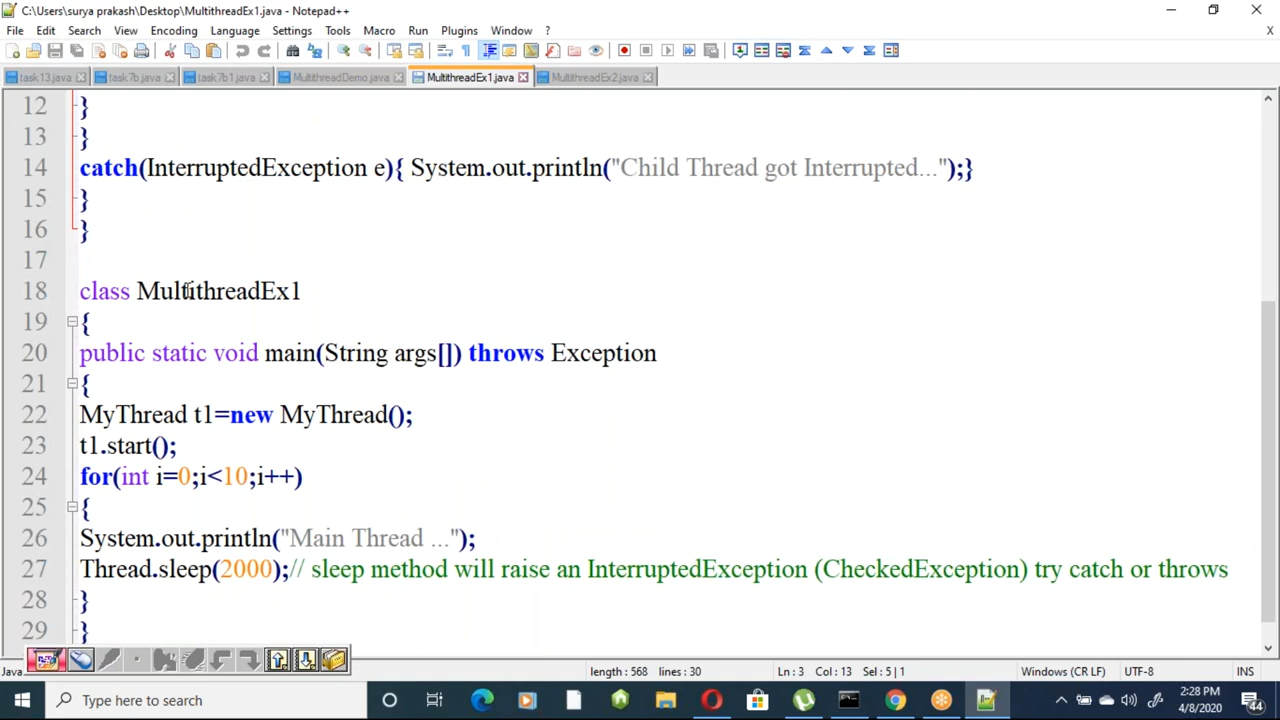 C:\Users\surya prakash\Desktop\MultithreadEx1.java - Notepad++
File Edit Search View Encoding Language Settings Tools Macro Run Plugins Window ? X
task13.java task7b.java task7b1.java MultithreadDemo.java MultithreadEx1.java MultithreadEx2.java
12 }
13 }
14 catch(InterruptedException e){ System.out.println("Child Thread got Interrupted...");}
15 }
16 }
17
18 class MultithreadEx1
19 {
20 public static void main(String args[]) throws Exception
21 {
22 MyThread t1=new MyThread();
23 t1.start();
24 for(int i=0;i<10;i++)
25 {
26 System.out.println("Main Thread ...");
27 Thread.sleep(2000);// sleep method will raise an InterruptedException (CheckedException) try catch or throws
28 }
29 }
Java length : 568 lines : 30 Ln : 3 Col : 13 Sel : 5 | 1 Windows (CR LF) UTF-8 INS
Type here to search
2:28 PM
4/8/2020
44